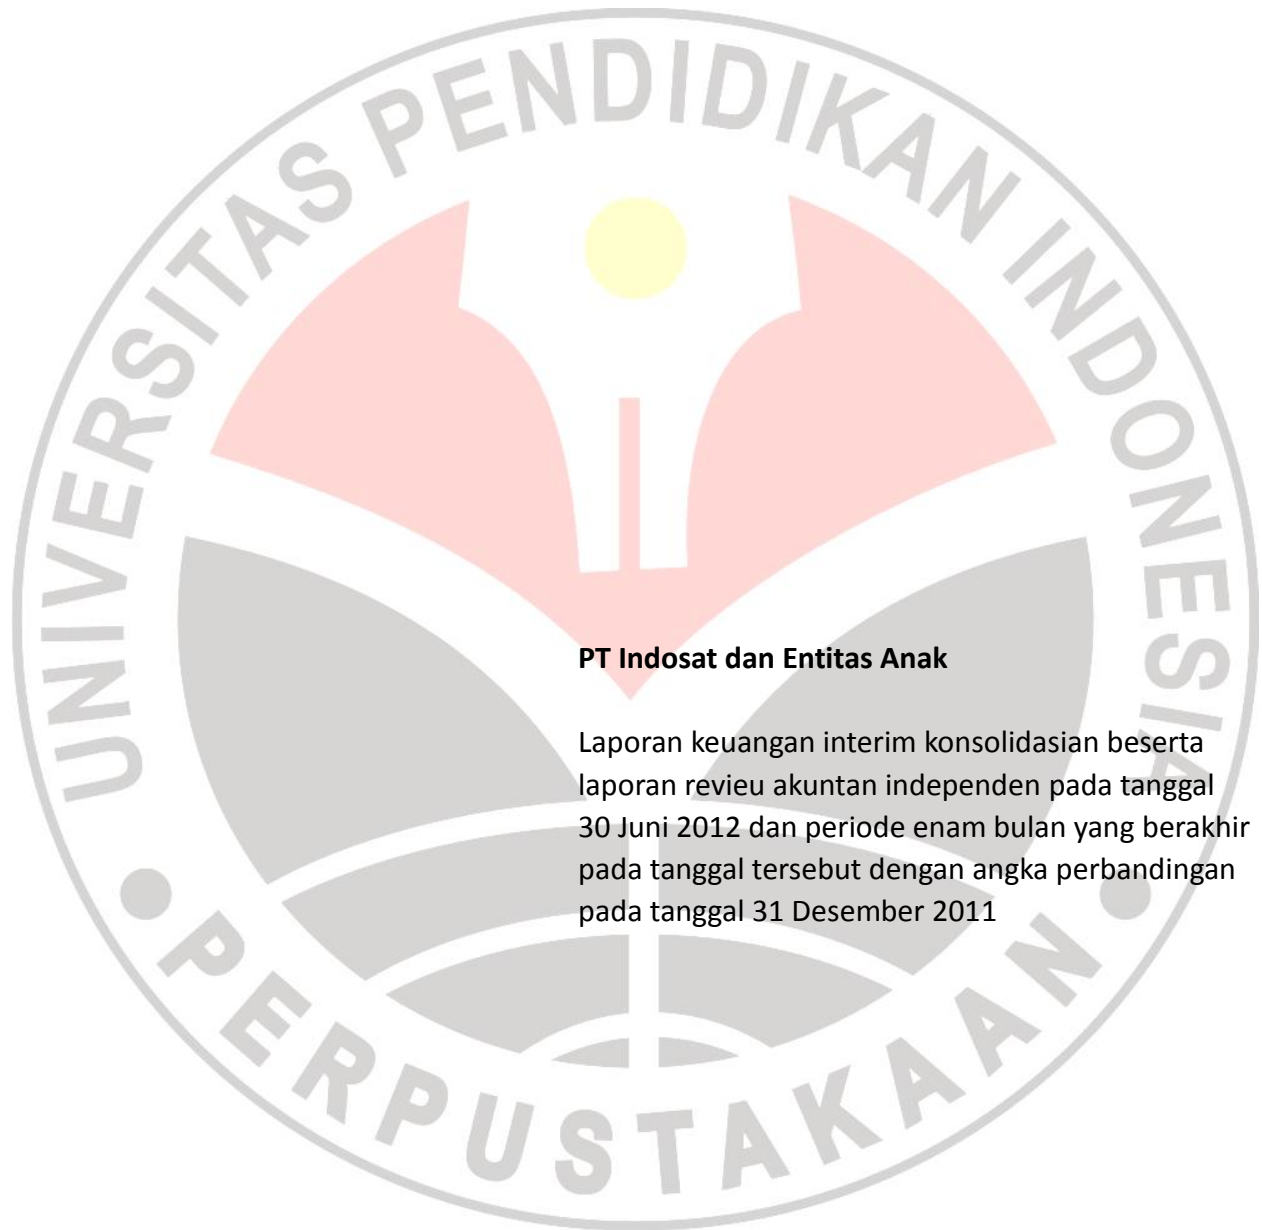 UNIVERSITAS PENDIDIKAN INDONESIA
PT Indosat dan Entitas Anak
Laporan keuangan interim konsolidasian beserta
laporan revieu akuntan independen pada tanggal
30 Juni 2012 dan periode enam bulan yang berakhir
pada tanggal tersebut dengan angka perbandingan
pada tanggal 31 Desember 2011
PERPUSTAKAAN